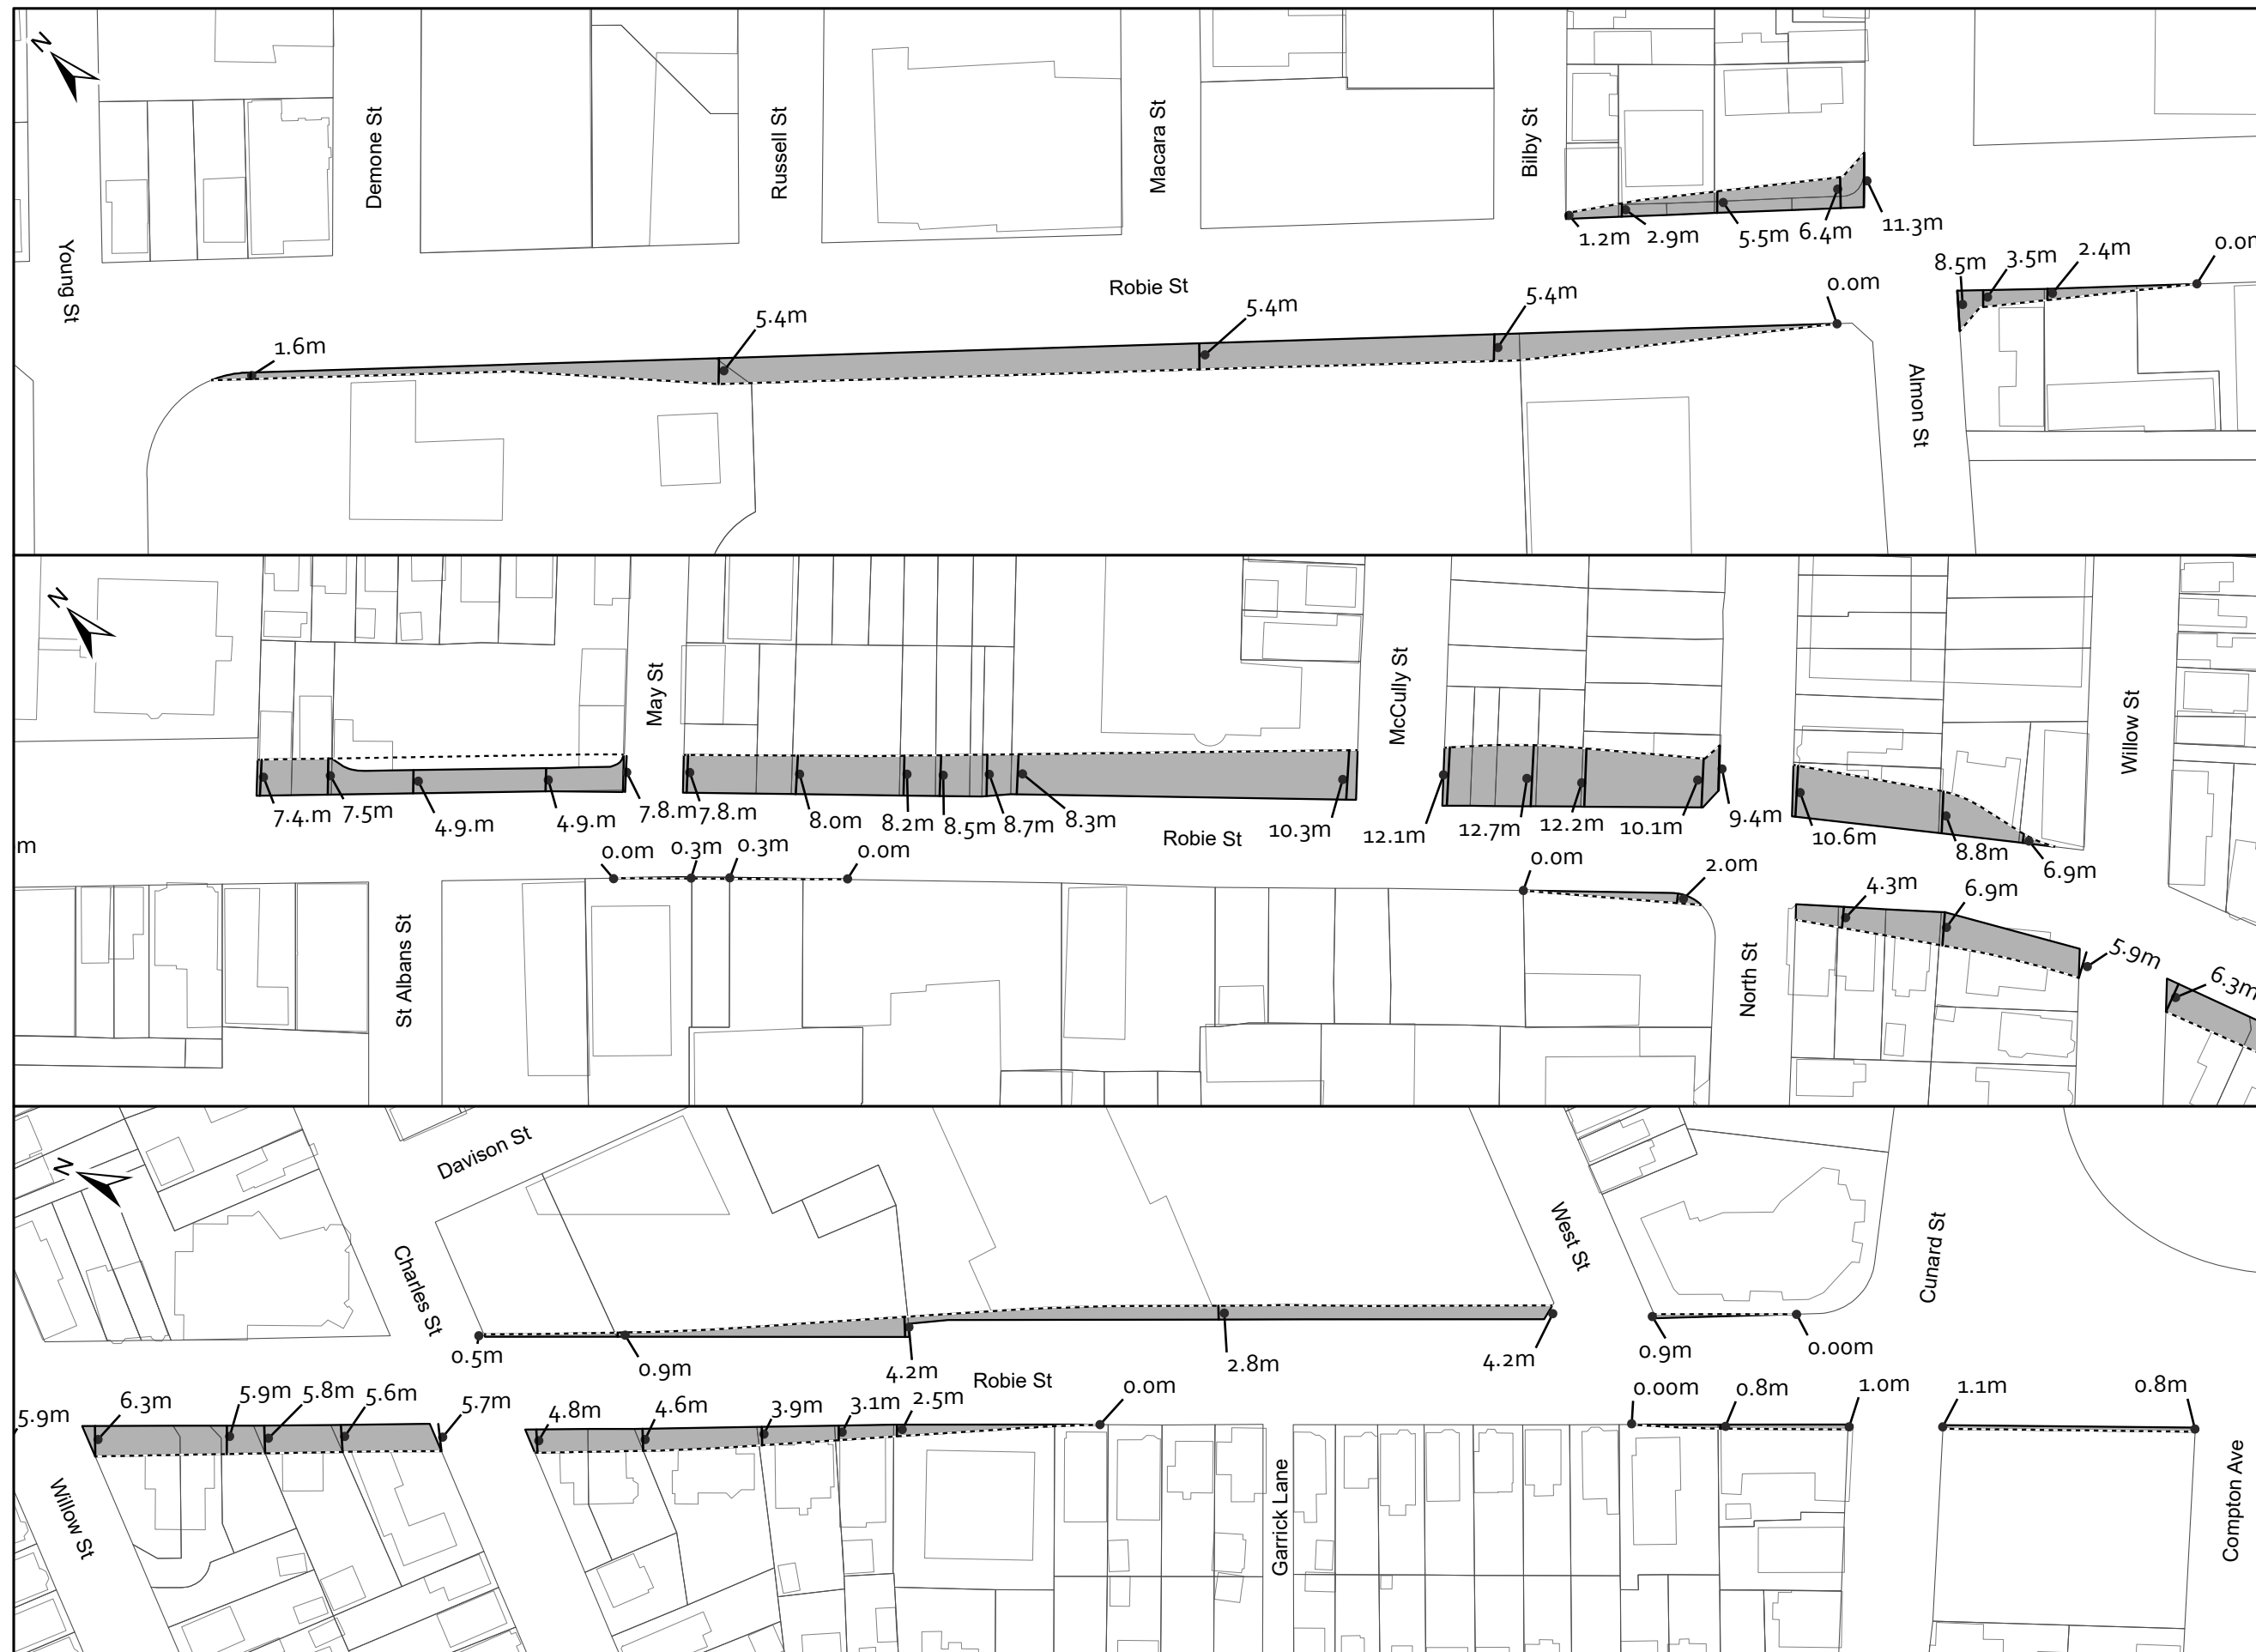 N
Young St
Demone St
Russell St
Macara St
Bilby St
1.2m
2.9m
5.5m
6.4m
11.3m
Robie St
1.6m
5.4m
5.4m
5.4m
0.0m
8.5m
3.5m
2.4m
Almon St
N
May St
McCully St
Willow St
7.4.m
7.5m
4.9.m
4.9.m
7.8.m
7.8.m
8.0m
8.2m
8.5m
8.7m
8.3m
10.3m
12.1m
12.7m
12.2m
10.1m
9.4m
10.6m
8.8m
6.9m
m
Robie St
0.0m
0.3m
0.3m
0.0m
0.0m
2.0m
4.3m
6.9m
5.9m
6.3m
St Albans St
North St
N
Davison St
Charles St
West St
Cunard St
0.5m
0.9m
4.2m
2.8m
4.2m
0.9m
0.00m
Robie St
5.9m
6.3m
5.9m
5.8m
5.6m
5.7m
4.8m
4.6m
3.9m
3.1m
2.5m
0.0m
0.00m
0.8m
1.0m
1.1m
0.8m
Willow St
Garrick Lane
Compton Ave